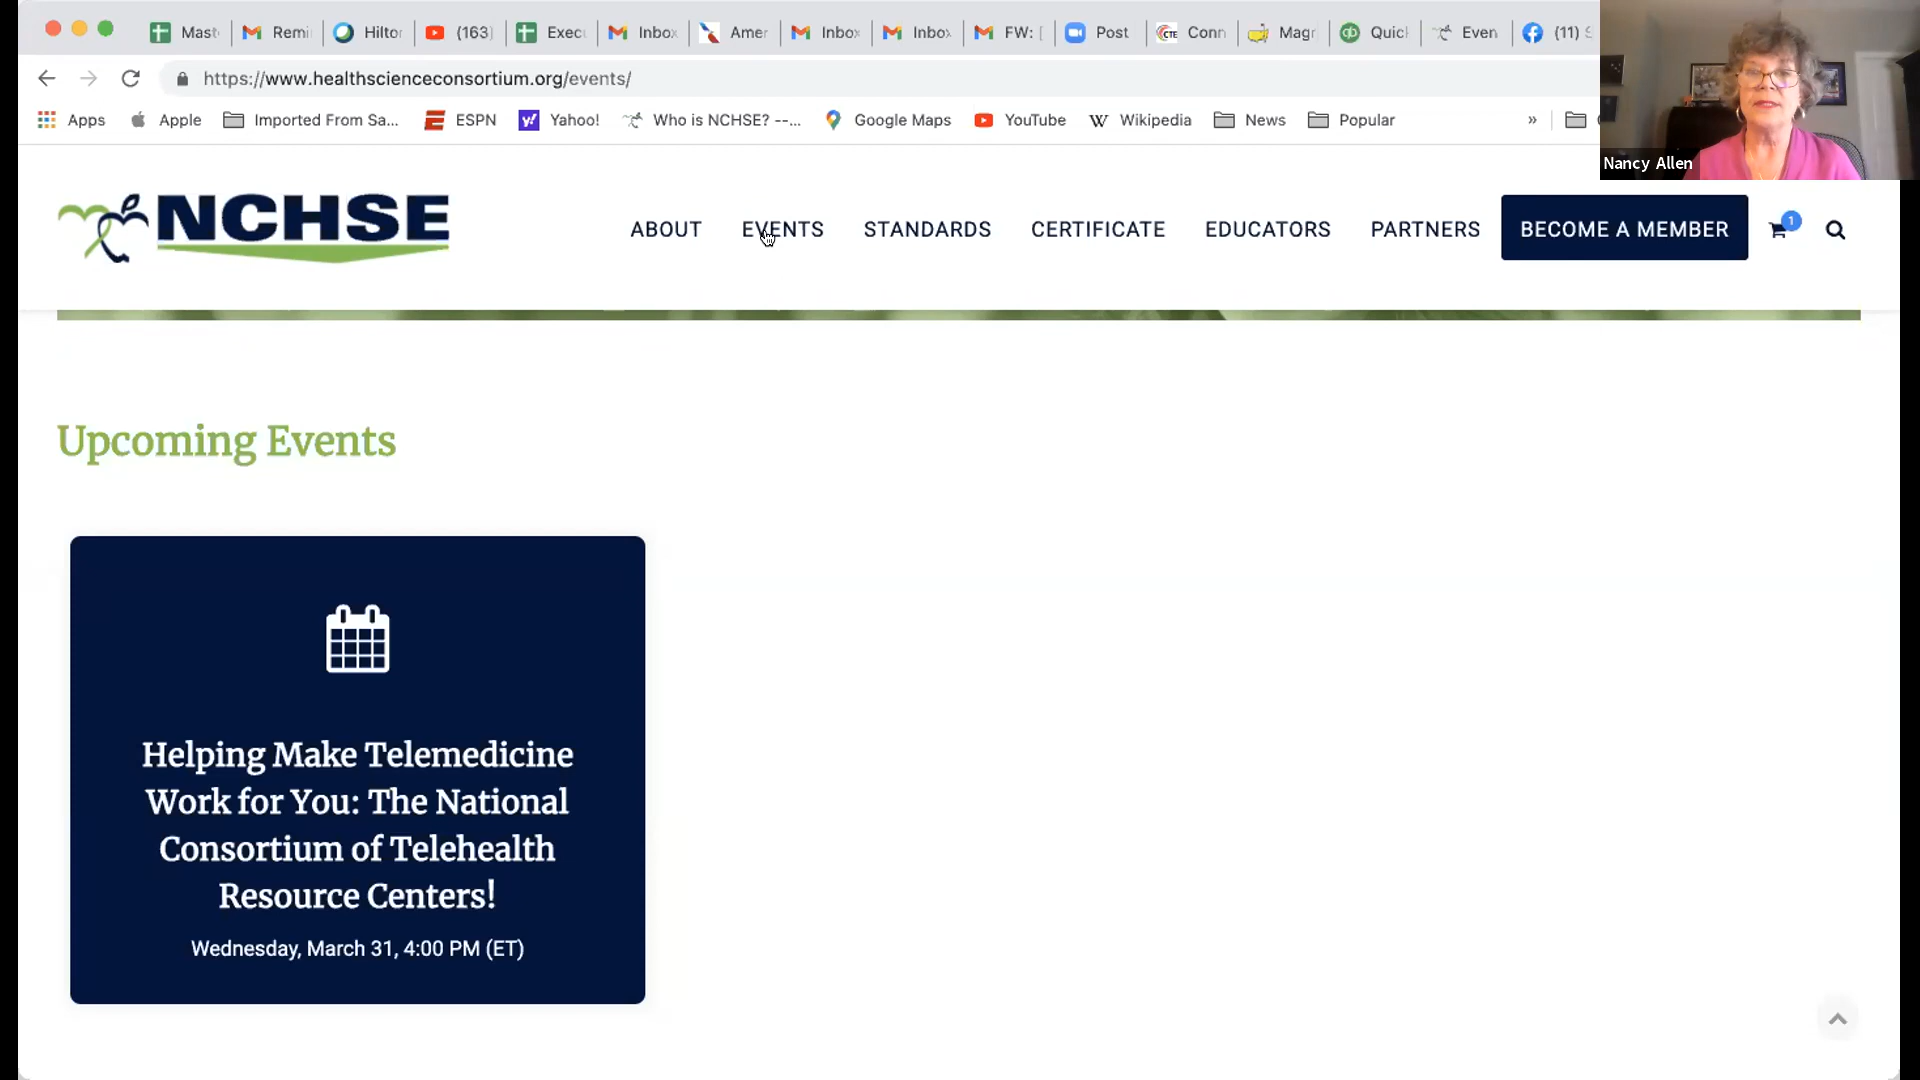 Mast
Remi
Hilton
(163)
Exec
Inbox
Amer
Inbox
Inbox
FW: [
Post
CTE
Conn
Magr
Quick
Even
(11) S
https://www.healthscienceconsortium.org/events/
Nancy Allen
Apps
Apple
Imported From Sa...
ESPN
Yahoo!
Who is NCHSE? --...
Google Maps
YouTube
Wikipedia
News
Popular
»
NCHSE
ABOUT
EVENTS
STANDARDS
CERTIFICATE
EDUCATORS
PARTNERS
BECOME A MEMBER
1
Upcoming Events
Helping Make Telemedicine
Work for You: The National
Consortium of Telehealth
Resource Centers!
Wednesday, March 31, 4:00 PM (ET)